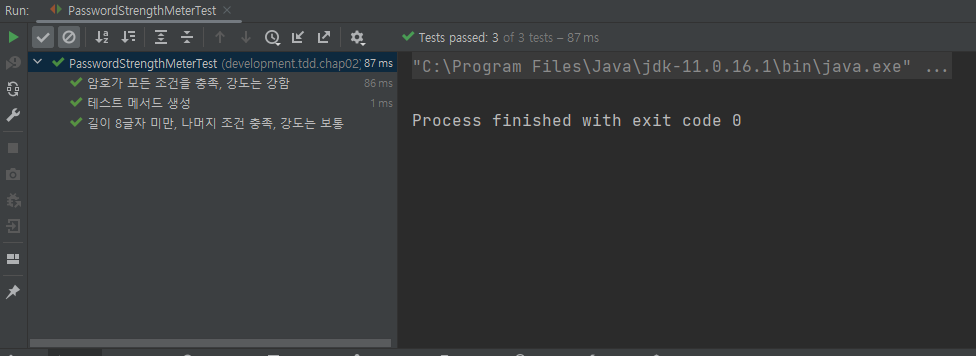 Run: PasswordStrengthMeterTest
Tests passed: 3 of 3 tests – 87 ms
PasswordStrengthMeterTest (development.tdd.chap02) 87 ms
암호가 모든 조건을 충족, 강도는 강함 86 ms
테스트 메서드 생성 1 ms
길이 8글자 미만, 나머지 조건 충족, 강도는 보통
"C:\Program Files\Java\jdk-11.0.16.1\bin\java.exe" ...
Process finished with exit code 0